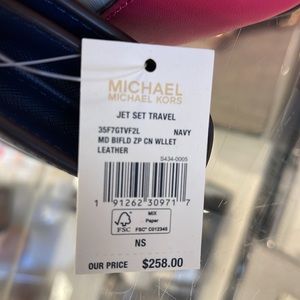 MICHAEL
MICHAEL KORS
JET SET TRAVEL
35F7GTVF2L NAVY
MD BIFLD ZP CN WLLET
LEATHER
S434-0005
1 91262 30971 7
FSC
MIX
Paper
FSC® C012345
NS
OUR PRICE $258.00